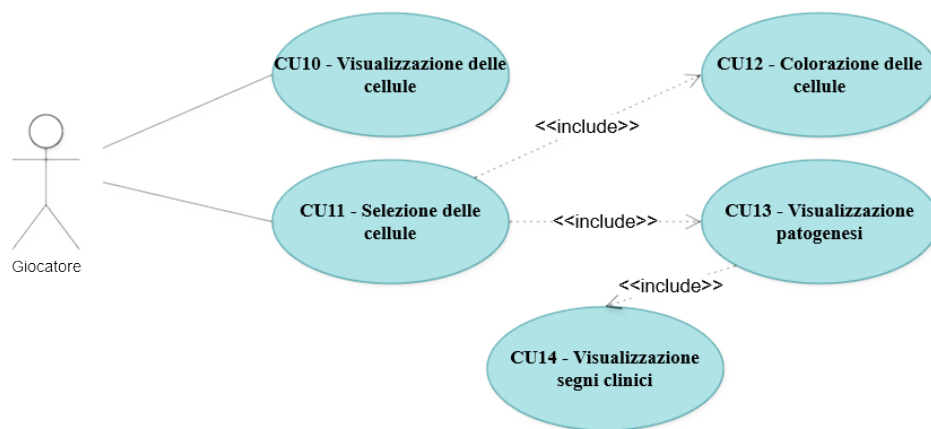 CU10 - Visualizzazione delle
cellule
CU12 - Colorazione delle
cellule
<<include>>
CU11 - Selezione delle
cellule
<<include>>
CU13 - Visualizzazione
patogenesi
Giocatore
<<include>>
CU14 - Visualizzazione
segni clinici